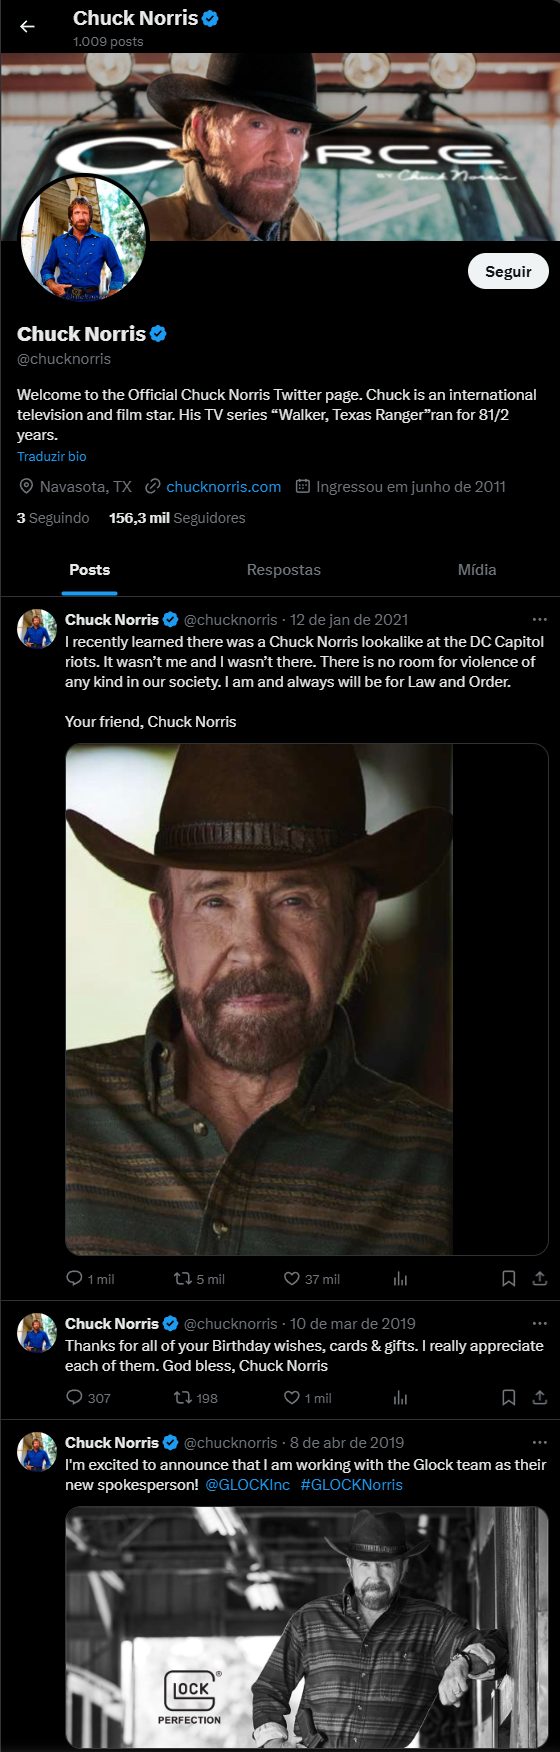 Chuck Norris
1.009 posts
C FORCE
BY Chuck Norris
Seguir
Chuck Norris
@chucknorris
Welcome to the Official Chuck Norris Twitter page. Chuck is an international
television and film star. His TV series “Walker, Texas Ranger”ran for 81/2
years.
Traduzir bio
Navasota, TX chucknorris.com Ingressou em junho de 2011
3 Seguindo 156,3 mil Seguidores
Posts Respostas Mídia
Chuck Norris @chucknorris · 12 de jan de 2021
I recently learned there was a Chuck Norris lookalike at the DC Capitol
riots. It wasn’t me and I wasn’t there. There is no room for violence of
any kind in our society. I am and always will be for Law and Order.
Your friend, Chuck Norris
1 mil 5 mil 37 mil
Chuck Norris @chucknorris · 10 de mar de 2019
Thanks for all of your Birthday wishes, cards & gifts. I really appreciate
each of them. God bless, Chuck Norris
307 198 1 mil
Chuck Norris @chucknorris · 8 de abr de 2019
I'm excited to announce that I am working with the Glock team as their
new spokesperson! @GLOCKInc #GLOCKNorris
GLOCK®
PERFECTION